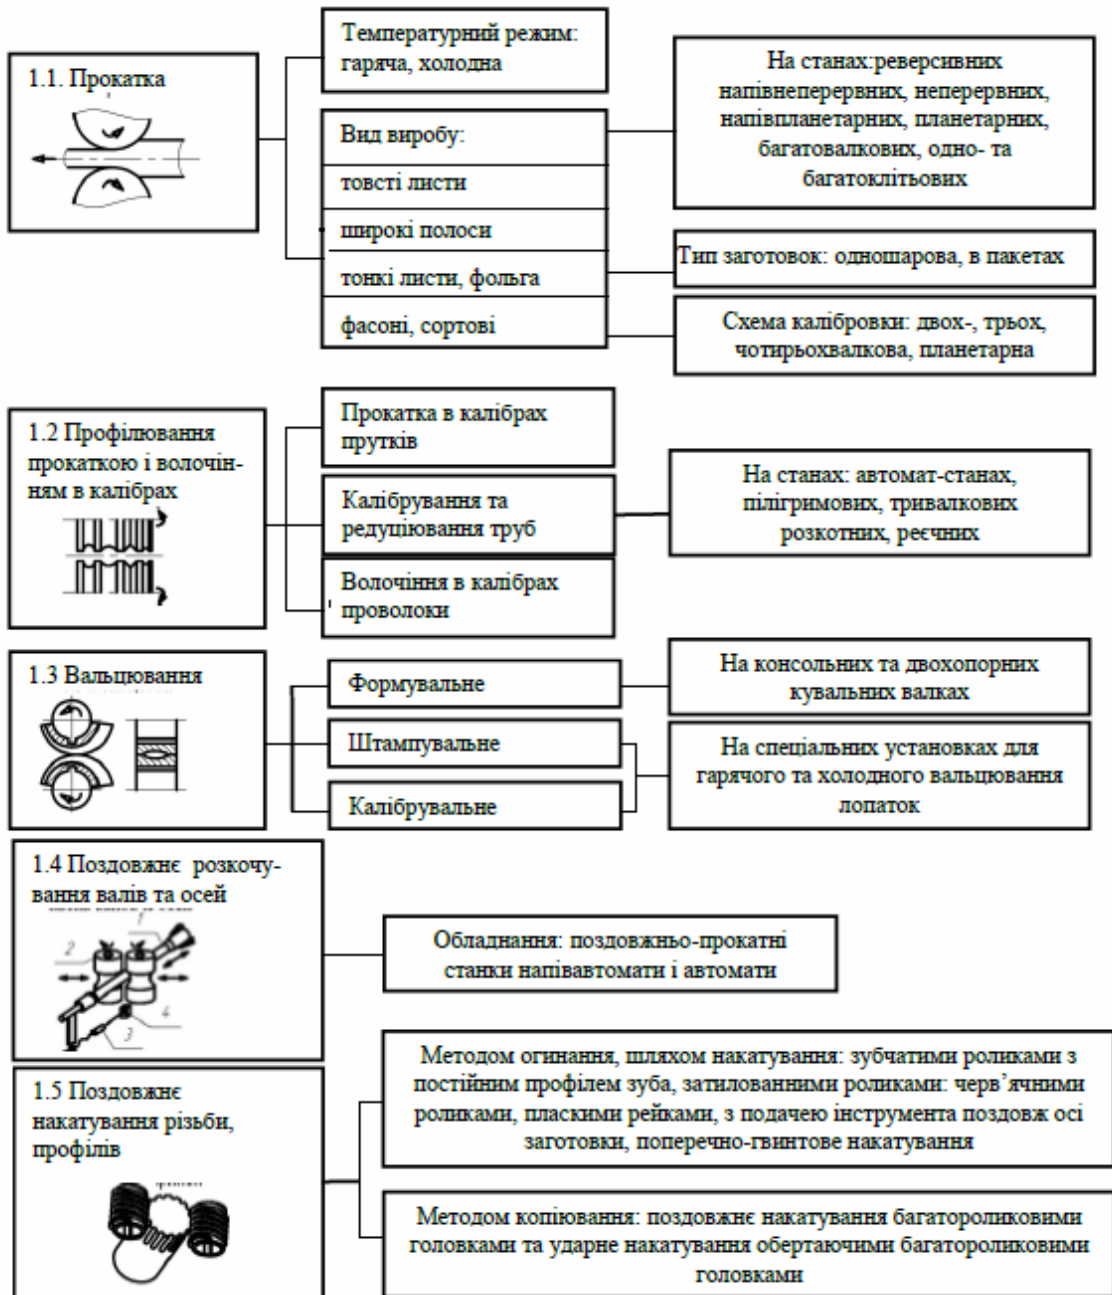 1.1. Прокатка
Температурний режим:
гаряча, холодна
Вид виробу:
товсті листи
широкі полоси
тонкі листи, фольга
фасоні, сортові
На станах:реверсивних
напівнеперервних, неперервних,
напівпланетарних, планетарних,
багатовалкових, одно- та
багатоклітьових
Тип заготовок: одношарова, в пакетах
Схема калібровки: двох-, трьох,
чотирьохвалкова, планетарна
1.2 Профілювання
прокаткою і волочін-
ням в калібрах
Прокатка в калібрах
прутків
Калібрування та
редуціювання труб
Волочіння в калібрах
проволоки
На станах: автомат-станах,
пілігримових, тривалкових
розкотних, реєчних
1.3 Вальцювання
Формувальне
Штампувальне
Калібрувальне
На консольних та двохопорних
кувальних валках
На спеціальних установках для
гарячого та холодного вальцювання
лопаток
1.4 Поздовжнє розкочу-
вання валів та осей
1
2
3
4
Обладнання: поздовжньо-прокатні
станки напівавтомати і автомати
1.5 Поздовжнє
накатування різьби,
профілів
Методом огинання, шляхом накатування: зубчатими роликами з
постійним профілем зуба, затилованними роликами: черв’ячними
роликами, пласкими рейками, з подачею інструмента поздовж осі
заготовки, поперечно-гвинтове накатування
Методом копіювання: поздовжнє накатування багатороликовими
головками та ударне накатування обертаючими багатороликовими
головками